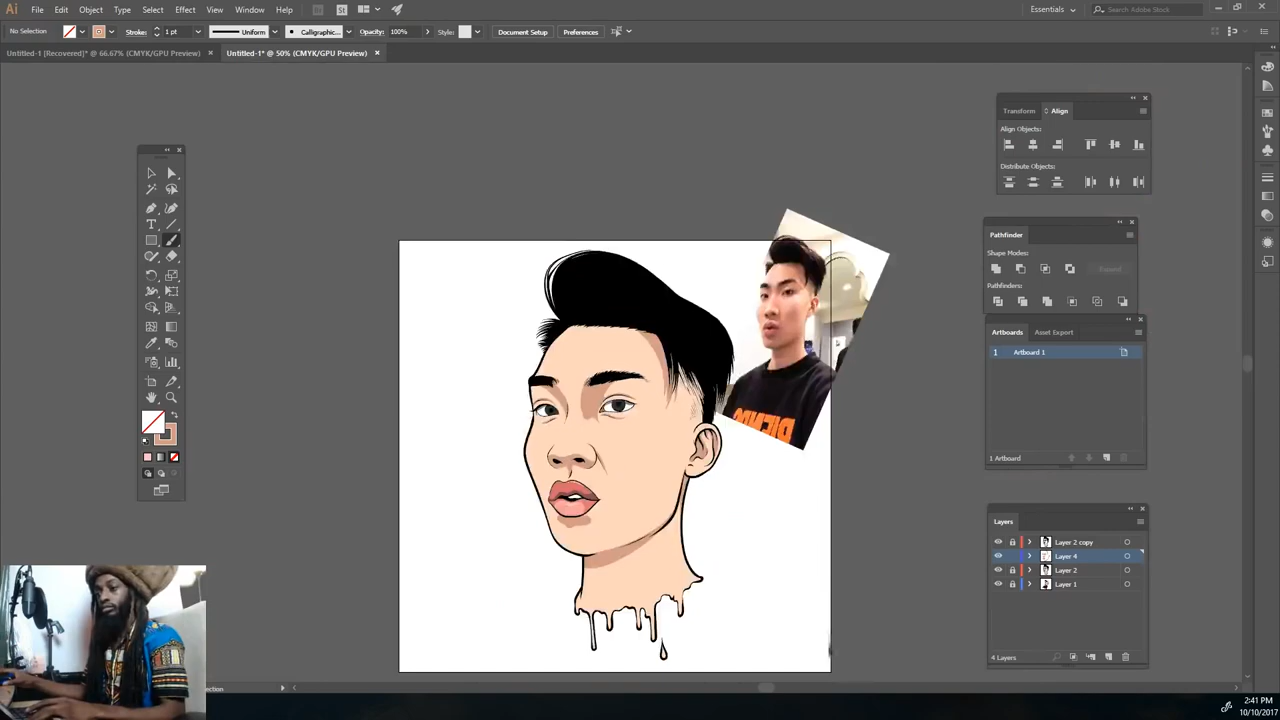 Ai File Edit Object Type Select Effect View Window Help Br St Essentials Search Adobe Stock
No Selection Stroke: 1 pt Uniform Calligraphic... Opacity: 100% Style: Document Setup Preferences
Untitled-1 [Recovered]* @ 66.67% (CMYK/GPU Preview) × Untitled-1* @ 50% (CMYK/GPU Preview) ×
Transform Align
Align Objects:
Distribute Objects:
Pathfinder
Shape Modes:
Expand
Pathfinders:
Artboards Asset Export
1 Artboard 1
1 Artboard
Layers
Layer 2 copy
Layer 4
Layer 2
Layer 1
4 Layers
2:41 PM
10/10/2017